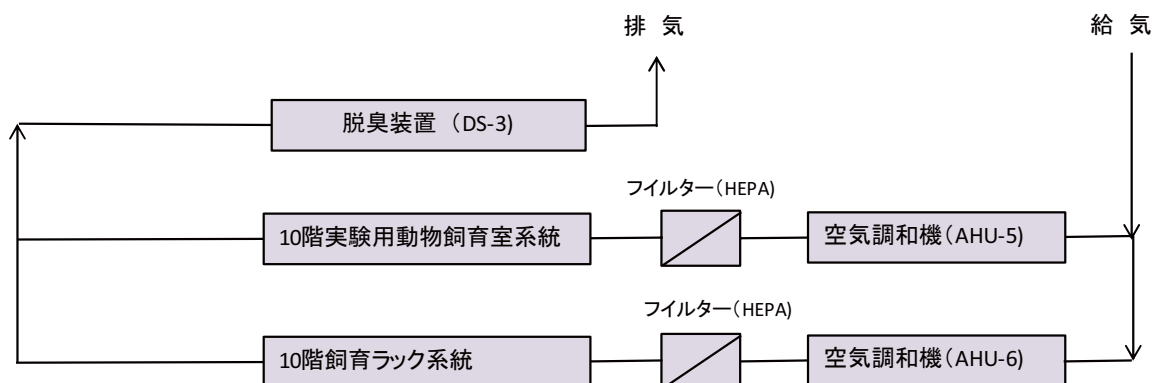 排 気
給 気
脱臭装置 (DS-3)
フイルター(HEPA)
10階実験用動物飼育室系統
空気調和機(AHU-5)
フイルター(HEPA)
10階飼育ラック系統
空気調和機(AHU-6)